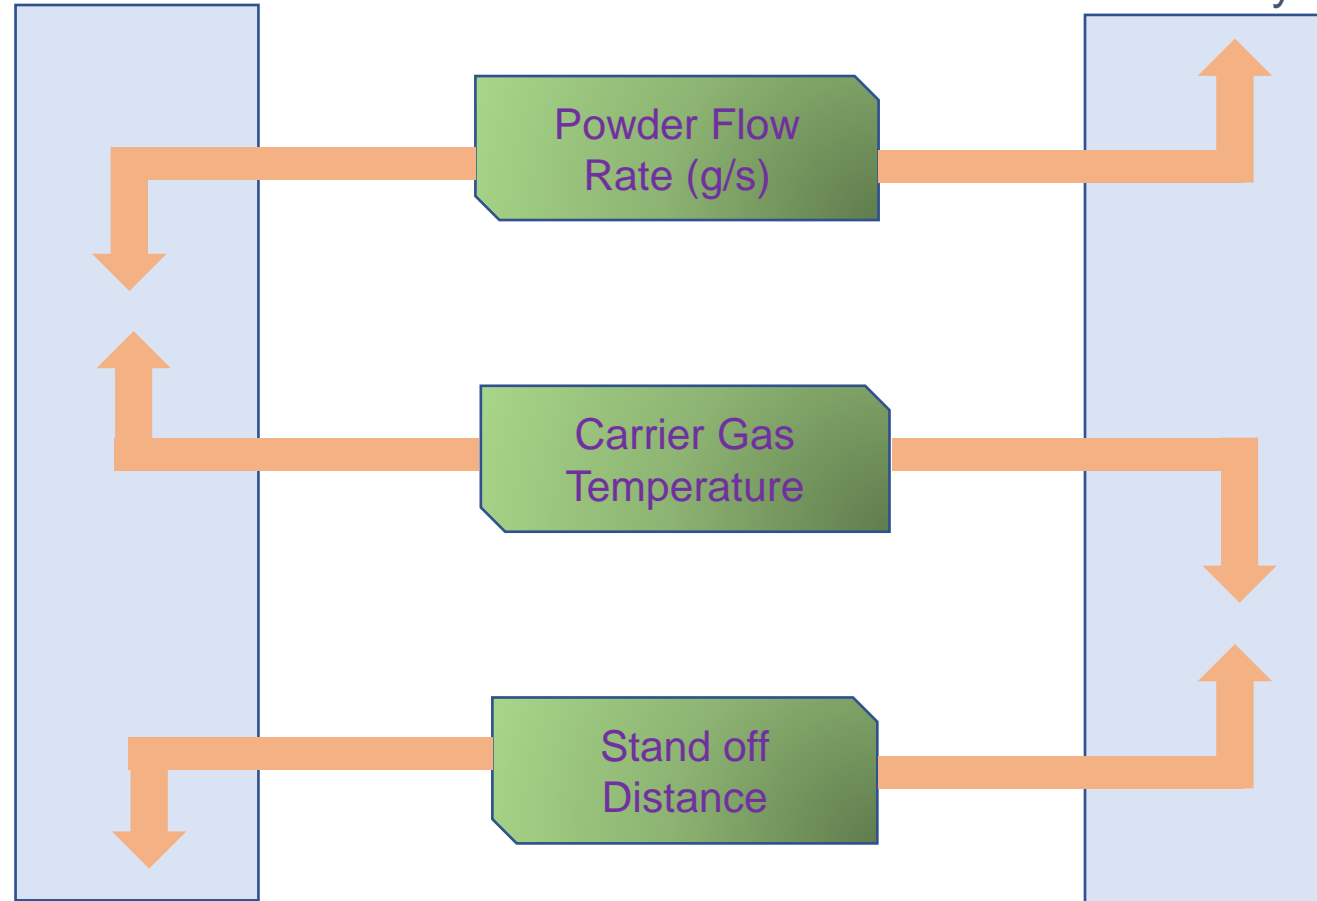 Powder Flow
Rate (g/s)
Carrier Gas
Temperature
Stand off
Distance